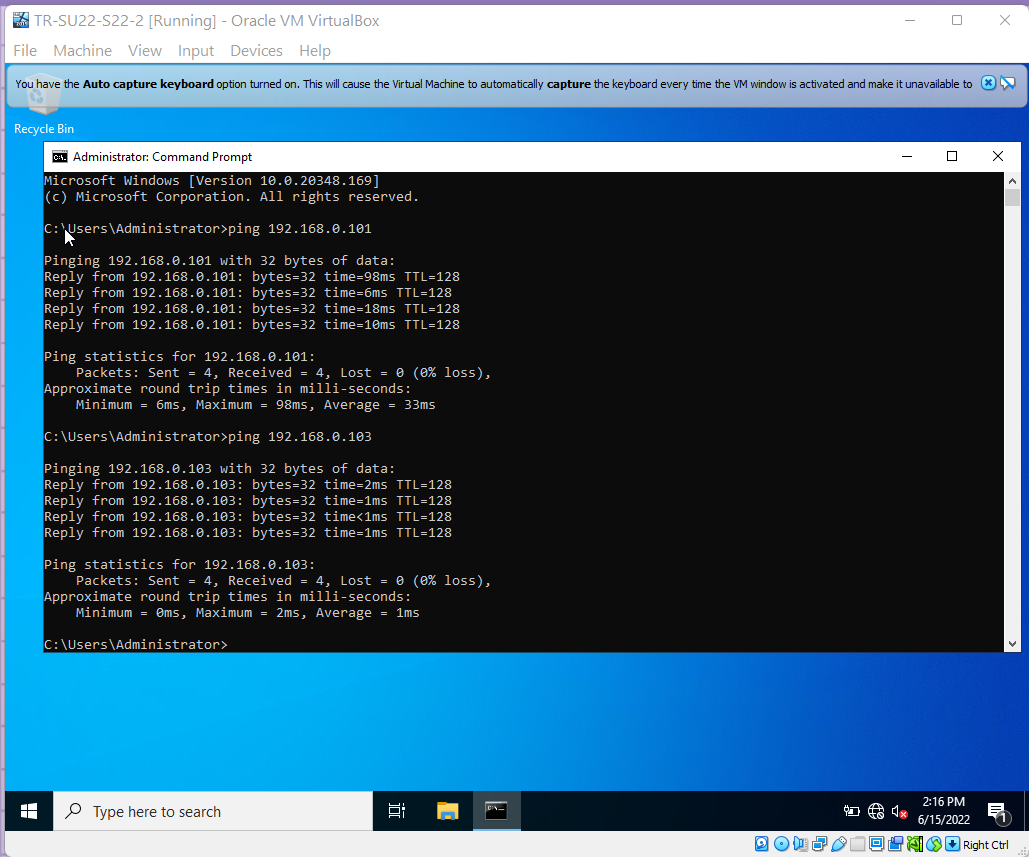 TR-SU22-S22-2 [Running] - Oracle VM VirtualBox
File Machine View Input Devices Help
You have the Auto capture keyboard option turned on. This will cause the Virtual Machine to automatically capture the keyboard every time the VM window is activated and make it unavailable to
Recycle Bin
Administrator: Command Prompt
Microsoft Windows [Version 10.0.20348.169]
(c) Microsoft Corporation. All rights reserved.
C:\Users\Administrator>ping 192.168.0.101
Pinging 192.168.0.101 with 32 bytes of data:
Reply from 192.168.0.101: bytes=32 time=98ms TTL=128
Reply from 192.168.0.101: bytes=32 time=6ms TTL=128
Reply from 192.168.0.101: bytes=32 time=18ms TTL=128
Reply from 192.168.0.101: bytes=32 time=10ms TTL=128
Ping statistics for 192.168.0.101:
Packets: Sent = 4, Received = 4, Lost = 0 (0% loss),
Approximate round trip times in milli-seconds:
Minimum = 6ms, Maximum = 98ms, Average = 33ms
C:\Users\Administrator>ping 192.168.0.103
Pinging 192.168.0.103 with 32 bytes of data:
Reply from 192.168.0.103: bytes=32 time=2ms TTL=128
Reply from 192.168.0.103: bytes=32 time=1ms TTL=128
Reply from 192.168.0.103: bytes=32 time<1ms TTL=128
Reply from 192.168.0.103: bytes=32 time=1ms TTL=128
Ping statistics for 192.168.0.103:
Packets: Sent = 4, Received = 4, Lost = 0 (0% loss),
Approximate round trip times in milli-seconds:
Minimum = 0ms, Maximum = 2ms, Average = 1ms
C:\Users\Administrator>
Type here to search
2:16 PM
6/15/2022
1
Right Ctrl